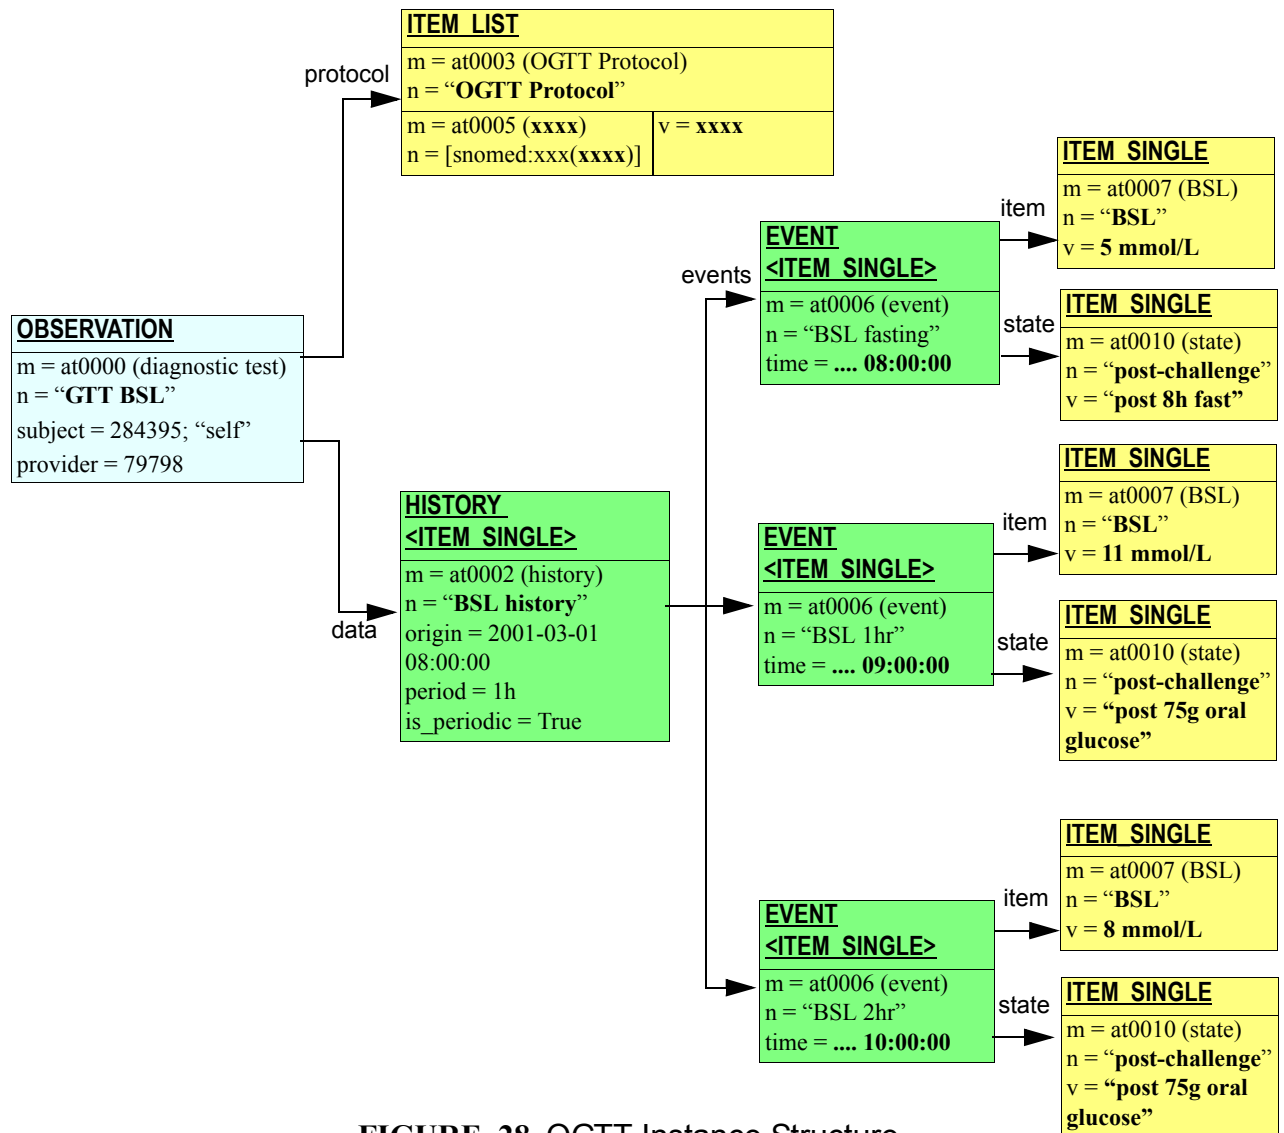 ITEM_LIST
m = at0003 (OGTT Protocol)
n = “OGTT Protocol”
m = at0005 (xxxx)
n = [snomed:xxx(xxxx)]
v = xxxx
protocol
OBSERVATION
m = at0000 (diagnostic test)
n = “GTT BSL”
subject = 284395; “self”
provider = 79798
data
HISTORY
<ITEM_SINGLE>
m = at0002 (history)
n = “BSL history”
origin = 2001-03-01
08:00:00
period = 1h
is_periodic = True
events
EVENT
<ITEM_SINGLE>
m = at0006 (event)
n = “BSL fasting”
time = .... 08:00:00
item
ITEM_SINGLE
m = at0007 (BSL)
n = “BSL”
v = 5 mmol/L
state
ITEM_SINGLE
m = at0010 (state)
n = “post-challenge”
v = “post 8h fast”
EVENT
<ITEM_SINGLE>
m = at0006 (event)
n = “BSL 1hr”
time = .... 09:00:00
item
ITEM_SINGLE
m = at0007 (BSL)
n = “BSL”
v = 11 mmol/L
state
ITEM_SINGLE
m = at0010 (state)
n = “post-challenge”
v = “post 75g oral
glucose”
EVENT
<ITEM_SINGLE>
m = at0006 (event)
n = “BSL 2hr”
time = .... 10:00:00
item
ITEM_SINGLE
m = at0007 (BSL)
n = “BSL”
v = 8 mmol/L
state
ITEM_SINGLE
m = at0010 (state)
n = “post-challenge”
v = “post 75g oral
glucose”
FIGURE 28 OGTT Instance Structure